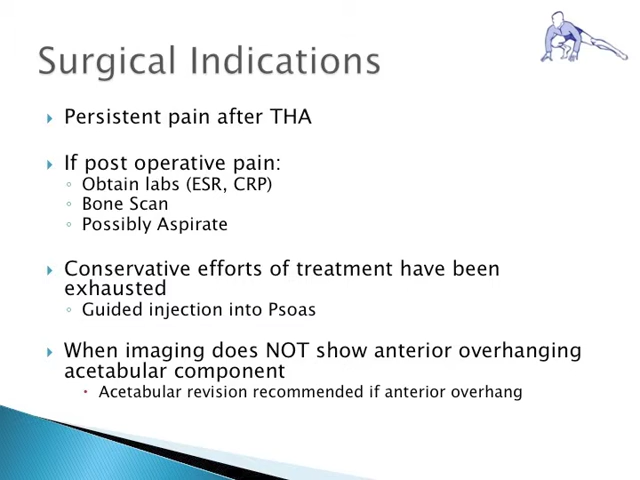 Surgical Indications
Persistent pain after THA
If post operative pain:
Obtain labs (ESR, CRP)
Bone Scan
Possibly Aspirate
Conservative efforts of treatment have been
exhausted
Guided injection into Psoas
When imaging does NOT show anterior overhanging
acetabular component
Acetabular revision recommended if anterior overhang